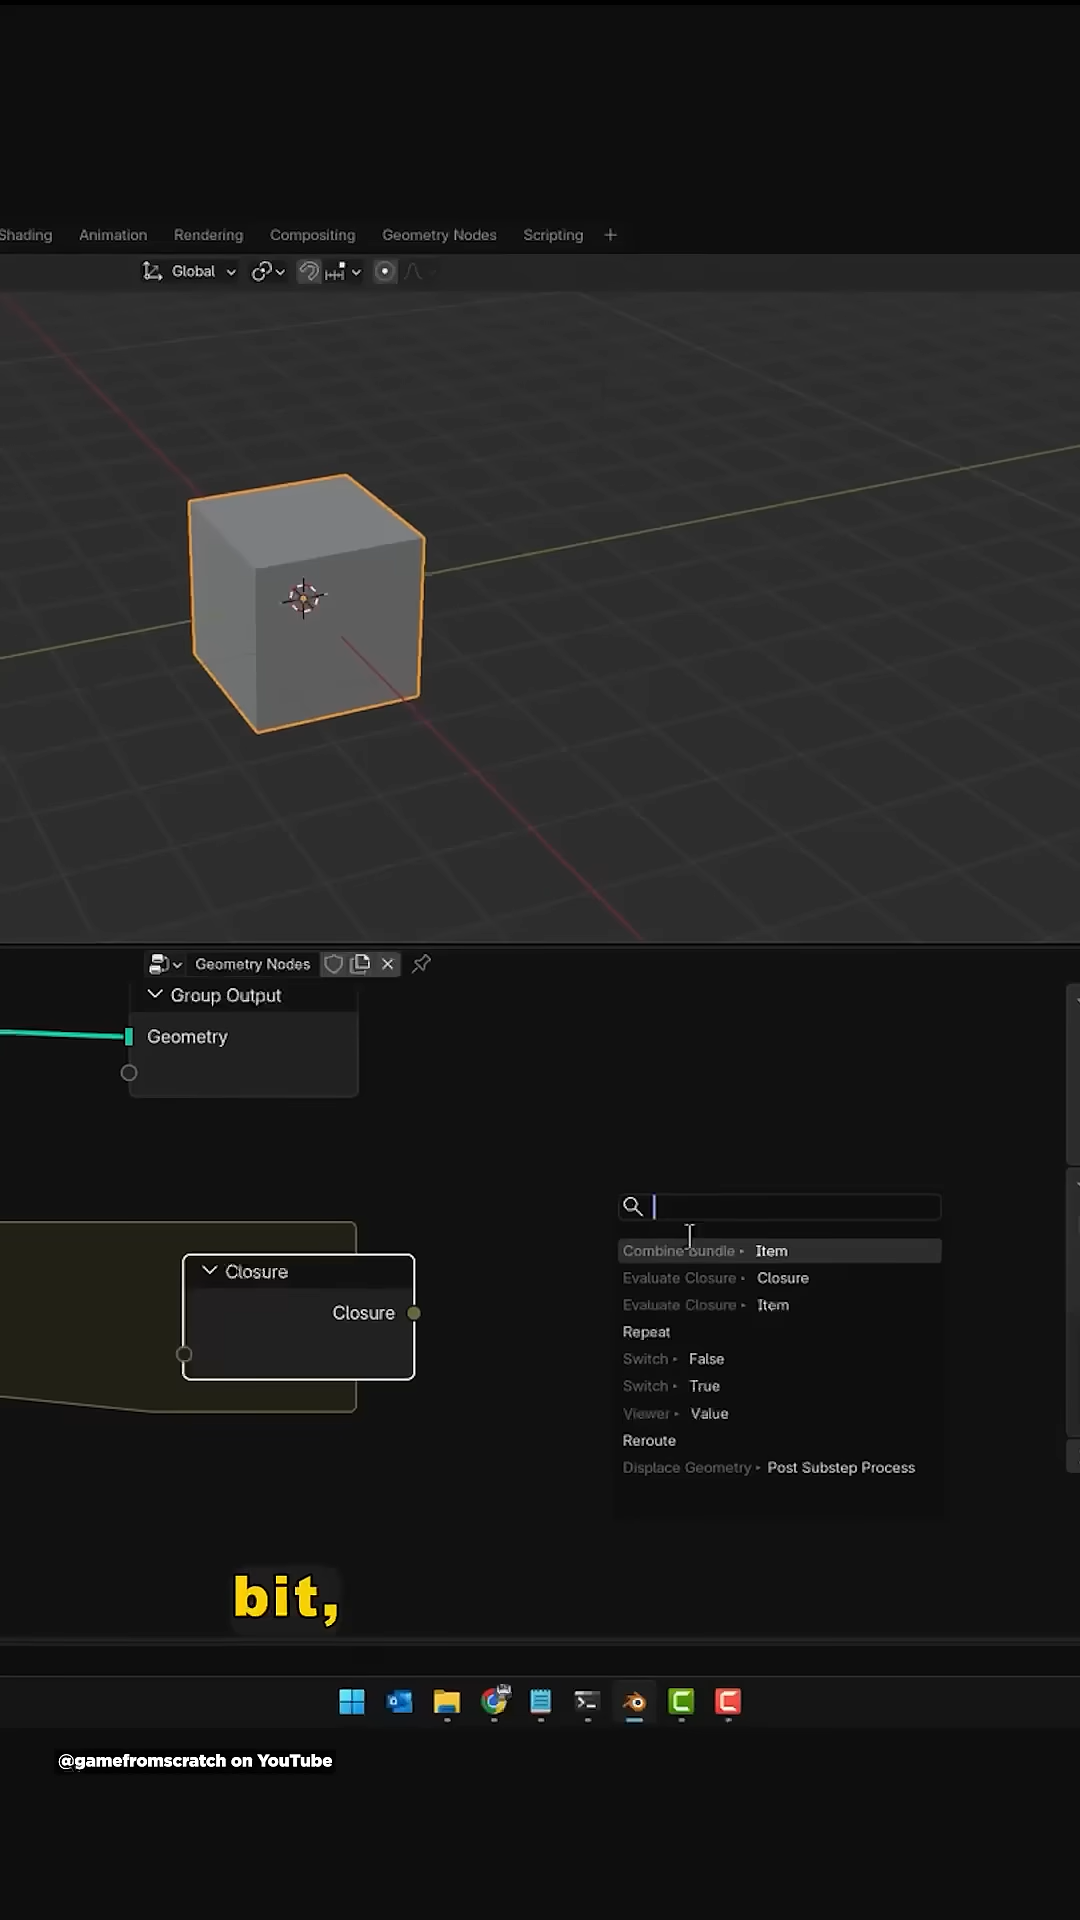 Shading Animation Rendering Compositing Geometry Nodes Scripting +
Global
Geometry Nodes
Group Output
Geometry
Closure
Closure
Combine Bundle ▸ Item
Evaluate Closure ▸ Closure
Evaluate Closure ▸ Item
Repeat
Switch ▸ False
Switch ▸ True
Viewer ▸ Value
Reroute
Displace Geometry ▸ Post Substep Process
bit,
@gamefromscratch on YouTube